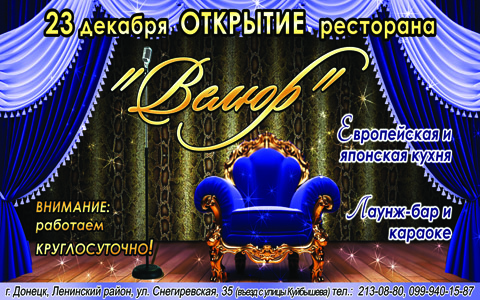 23 декабря ОТКРЫТИЕ ресторана
"Велюр"
Европейская и
японская кухня
Лаунж-бар и
караоке
ВНИМАНИЕ:
работаем
КРУГЛОСУТОЧНО!
г. Донецк, Ленинский район, ул. Снегиревская, 35 (въезд с улицы Куйбышева) тел.: 213-08-80, 099-940-15-87